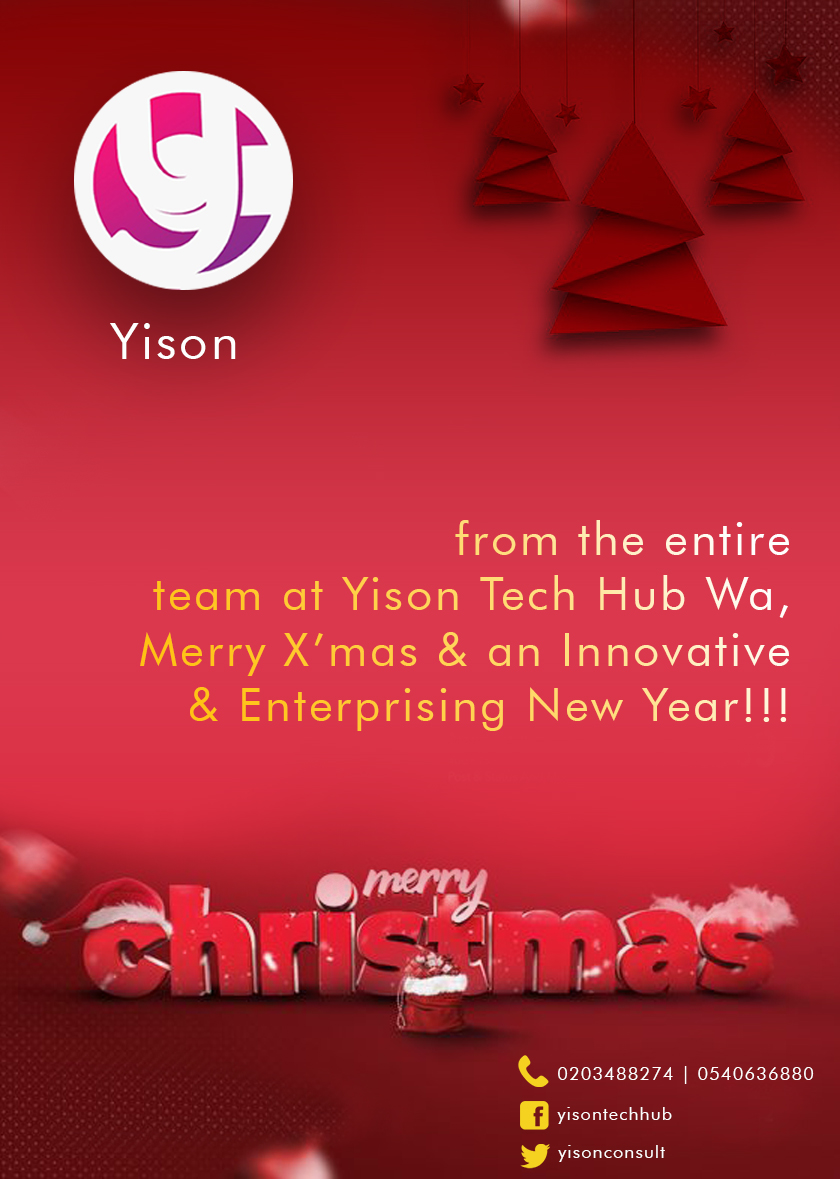 Yison
from the entire
team at Yison Tech Hub Wa,
Merry X’mas & an Innovative
& Enterprising New Year!!!
merry
christmas
0203488274 | 0540636880
yisontechhub
yisonconsult